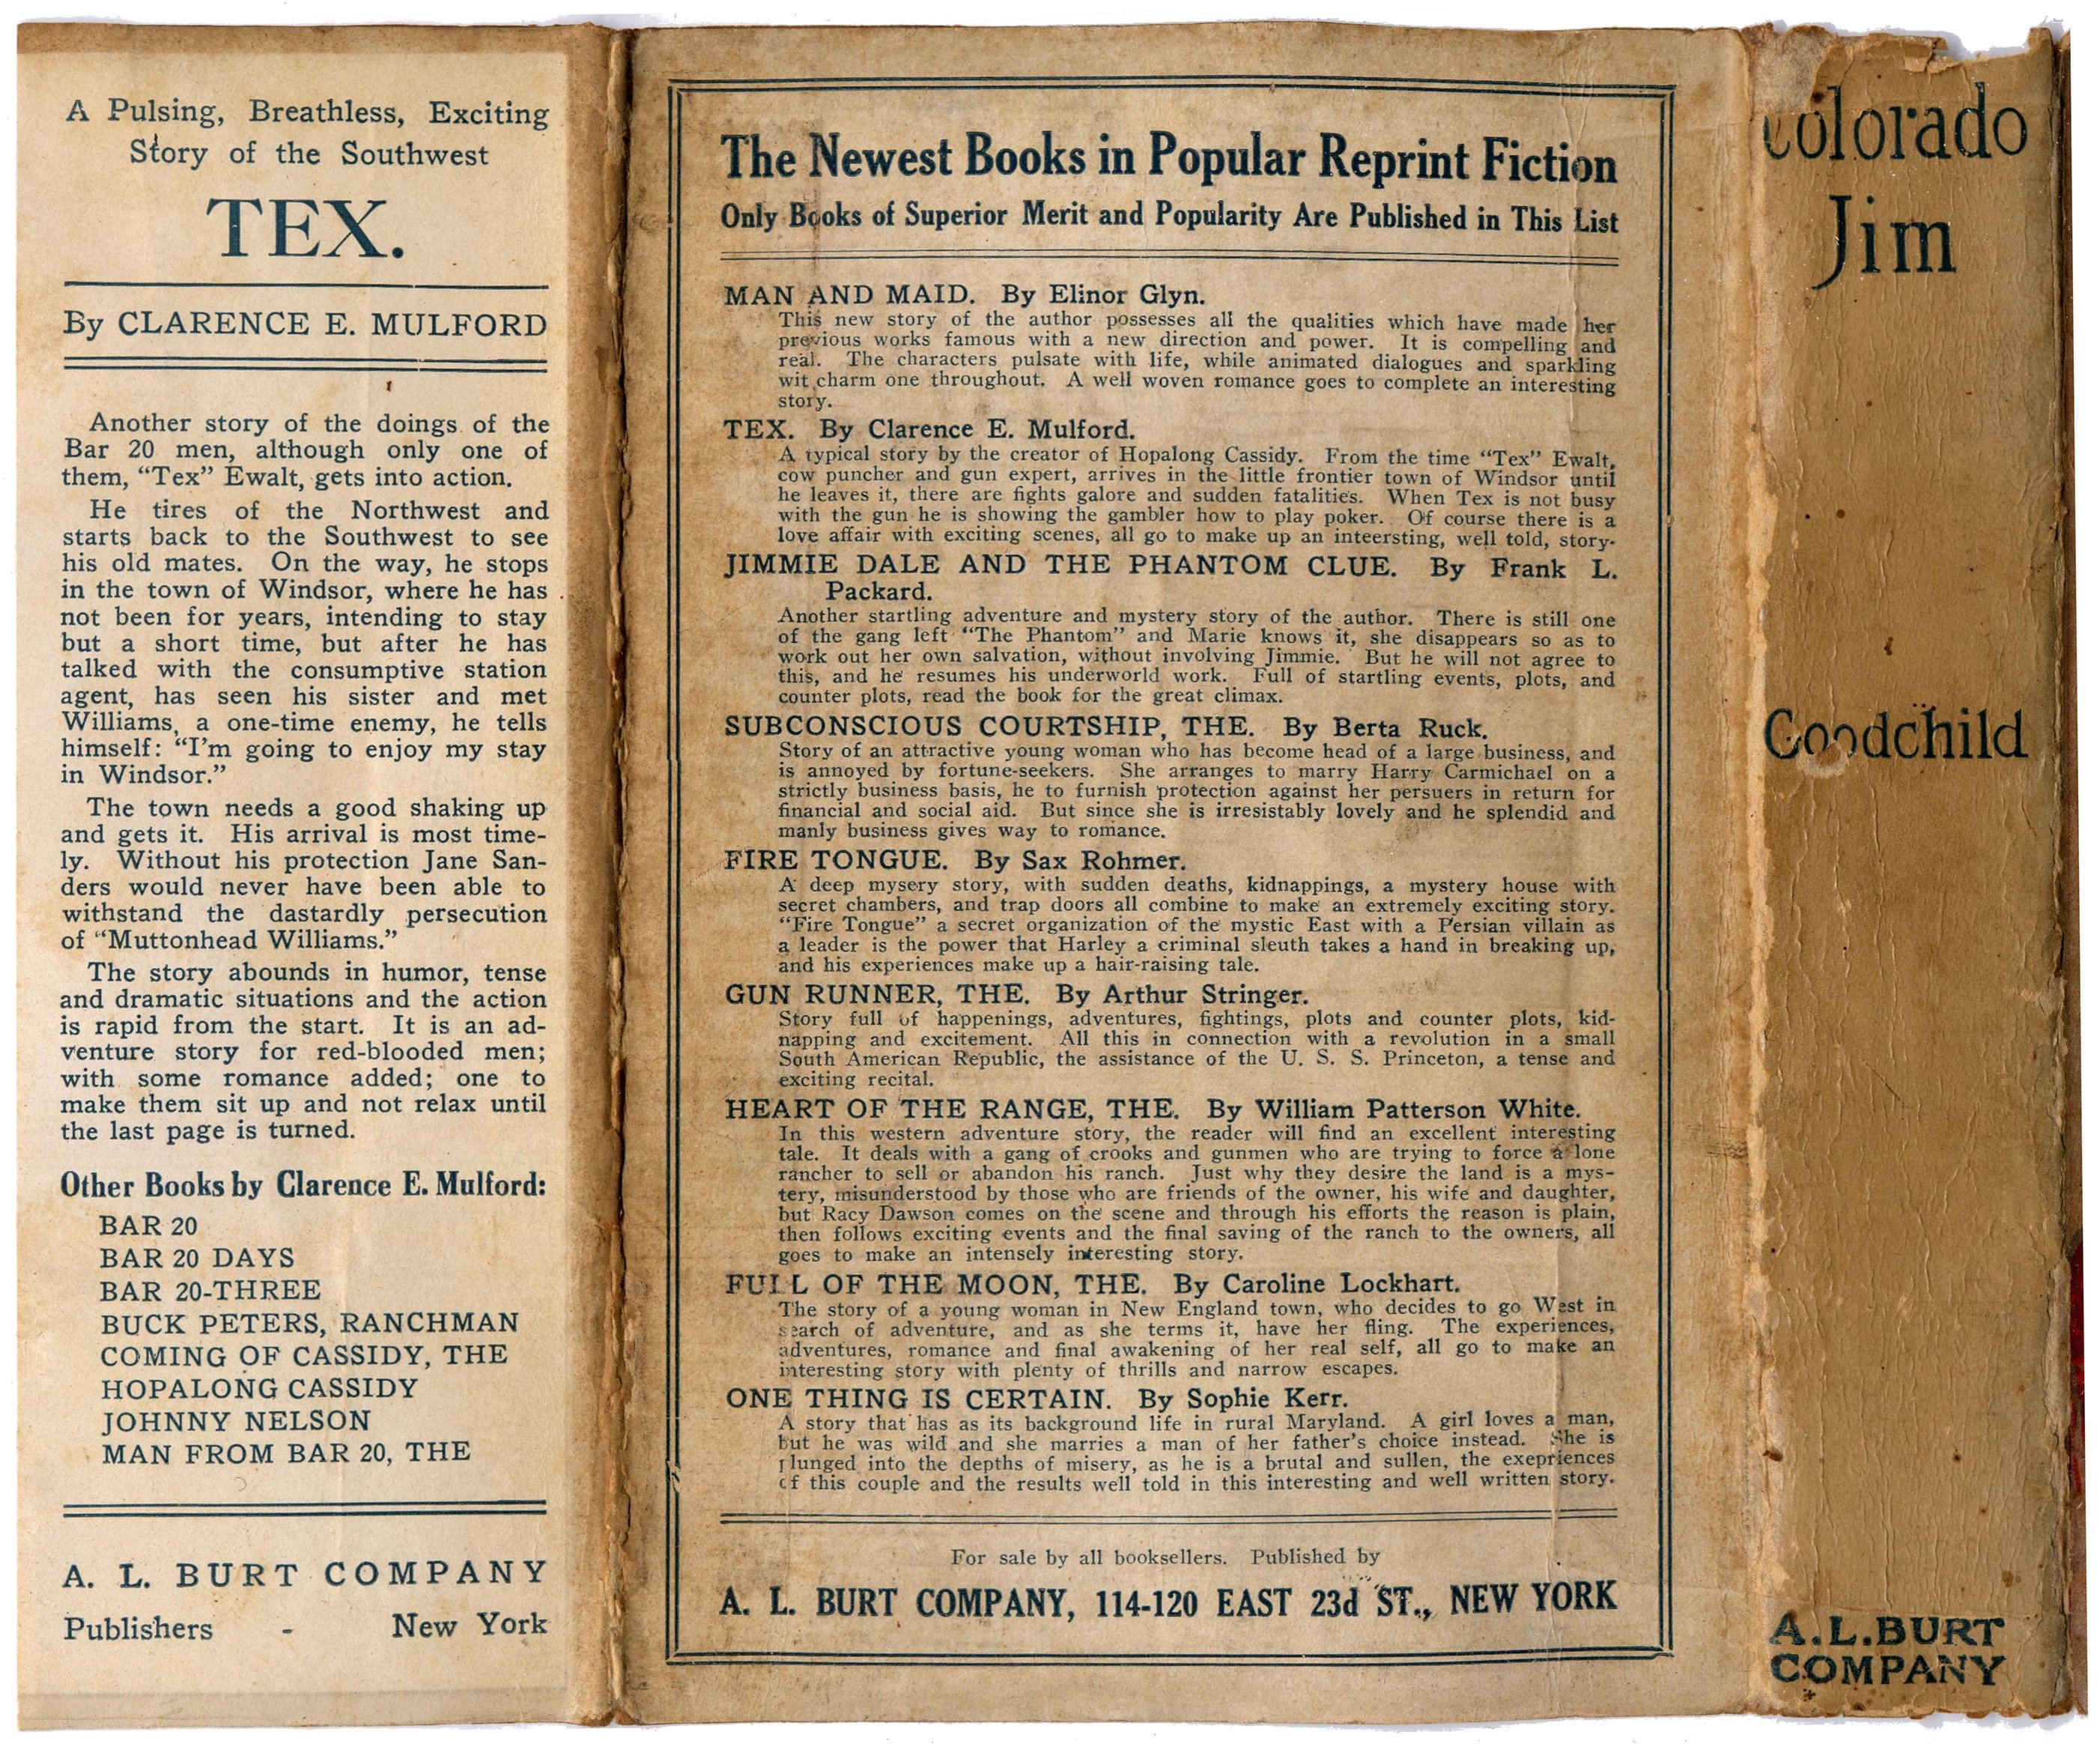 A Pulsing, Breathless, Exciting
Story of the Southwest
TEX.
By CLARENCE E. MULFORD
Another story of the doings of the
Bar 20 men, although only one of
them, “Tex” Ewalt, gets into action.
He tires of the Northwest and
starts back to the Southwest to see
his old mates. On the way, he stops
in the town of Windsor, where he has
not been for years, intending to stay
but a short time, but after he has
talked with the consumptive station
agent, has seen his sister and met
Williams, a one-time enemy, he tells
himself: “I’m going to enjoy my stay
in Windsor.”
The town needs a good shaking up
and gets it. His arrival is most time-
ly. Without his protection Jane San-
ders would never have been able to
withstand the dastardly persecution
of “Muttonhead Williams.”
The story abounds in humor, tense
and dramatic situations and the action
is rapid from the start. It is an ad-
venture story for red-blooded men;
with some romance added; one to
make them sit up and not relax until
the last page is turned.
Other Books by Clarence E. Mulford:
BAR 20
BAR 20 DAYS
BAR 20-THREE
BUCK PETERS, RANCHMAN
COMING OF CASSIDY, THE
HOPALONG CASSIDY
JOHNNY NELSON
MAN FROM BAR 20, THE
A. L. BURT COMPANY
Publishers - New York
The Newest Books in Popular Reprint Fiction
Only Books of Superior Merit and Popularity Are Published in This List
MAN AND MAID. By Elinor Glyn.
This new story of the author possesses all the qualities which have made her
previous works famous with a new direction and power. It is compelling and
real. The characters pulsate with life, while animated dialogues and sparkling
wit charm one throughout. A well woven romance goes to complete an interesting
story.
TEX. By Clarence E. Mulford.
A typical story by the creator of Hopalong Cassidy. From the time “Tex” Ewalt,
cow puncher and gun expert, arrives in the little frontier town of Windsor until
he leaves it, there are fights galore and sudden fatalities. When Tex is not busy
with the gun he is showing the gambler how to play poker. Of course there is a
love affair with exciting scenes, all go to make up an inteersting, well told, story.
JIMMIE DALE AND THE PHANTOM CLUE. By Frank L.
Packard.
Another startling adventure and mystery story of the author. There is still one
of the gang left “The Phantom” and Marie knows it, she disappears so as to
work out her own salvation, without involving Jimmie. But he will not agree to
this, and he resumes his underworld work. Full of startling events, plots, and
counter plots, read the book for the great climax.
SUBCONSCIOUS COURTSHIP, THE. By Berta Ruck.
Story of an attractive young woman who has become head of a large business, and
is annoyed by fortune-seekers. She arranges to marry Harry Carmichael on a
strictly business basis, he to furnish protection against her persuers in return for
financial and social aid. But since she is irresistably lovely and he splendid and
manly business gives way to romance.
FIRE TONGUE. By Sax Rohmer.
A deep mysery story, with sudden deaths, kidnappings, a mystery house with
secret chambers, and trap doors all combine to make an extremely exciting story.
“Fire Tongue” a secret organization of the mystic East with a Persian villain as
a leader is the power that Harley a criminal sleuth takes a hand in breaking up,
and his experiences make up a hair-raising tale.
GUN RUNNER, THE. By Arthur Stringer.
Story full of happenings, adventures, fightings, plots and counter plots, kid-
napping and excitement. All this in connection with a revolution in a small
South American Republic, the assistance of the U. S. S. Princeton, a tense and
exciting recital.
HEART OF THE RANGE, THE. By William Patterson White.
In this western adventure story, the reader will find an excellent interesting
tale. It deals with a gang of crooks and gunmen who are trying to force a lone
rancher to sell or abandon his ranch. Just why they desire the land is a mys-
tery, misunderstood by those who are friends of the owner, his wife and daughter,
but Racy Dawson comes on the scene and through his efforts the reason is plain,
then follows exciting events and the final saving of the ranch to the owners, all
goes to make an intensely interesting story.
FULL OF THE MOON, THE. By Caroline Lockhart.
The story of a young woman in New England town, who decides to go West in
search of adventure, and as she terms it, have her fling. The experiences,
adventures, romance and final awakening of her real self, all go to make an
interesting story with plenty of thrills and narrow escapes.
ONE THING IS CERTAIN. By Sophie Kerr.
A story that has as its background life in rural Maryland. A girl loves a man,
but he was wild and she marries a man of her father’s choice instead. She is
plunged into the depths of misery, as he is a brutal and sullen, the exepriences
of this couple and the results well told in this interesting and well written story.
For sale by all booksellers. Published by
A. L. BURT COMPANY, 114-120 EAST 23d ST., NEW YORK
Colorado
Jim
Goodchild
A.L.BURT
COMPANY